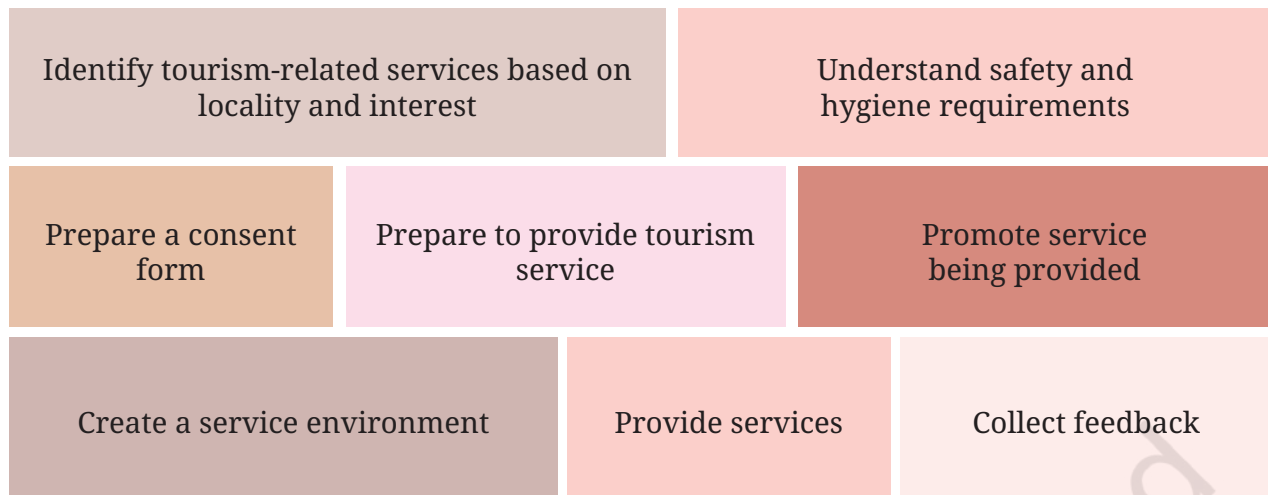 Identify tourism-related services based on
locality and interest
Understand safety and
hygiene requirements
Prepare a consent
form
Prepare to provide tourism
service
Promote service
being provided
Create a service environment
Provide services
Collect feedback